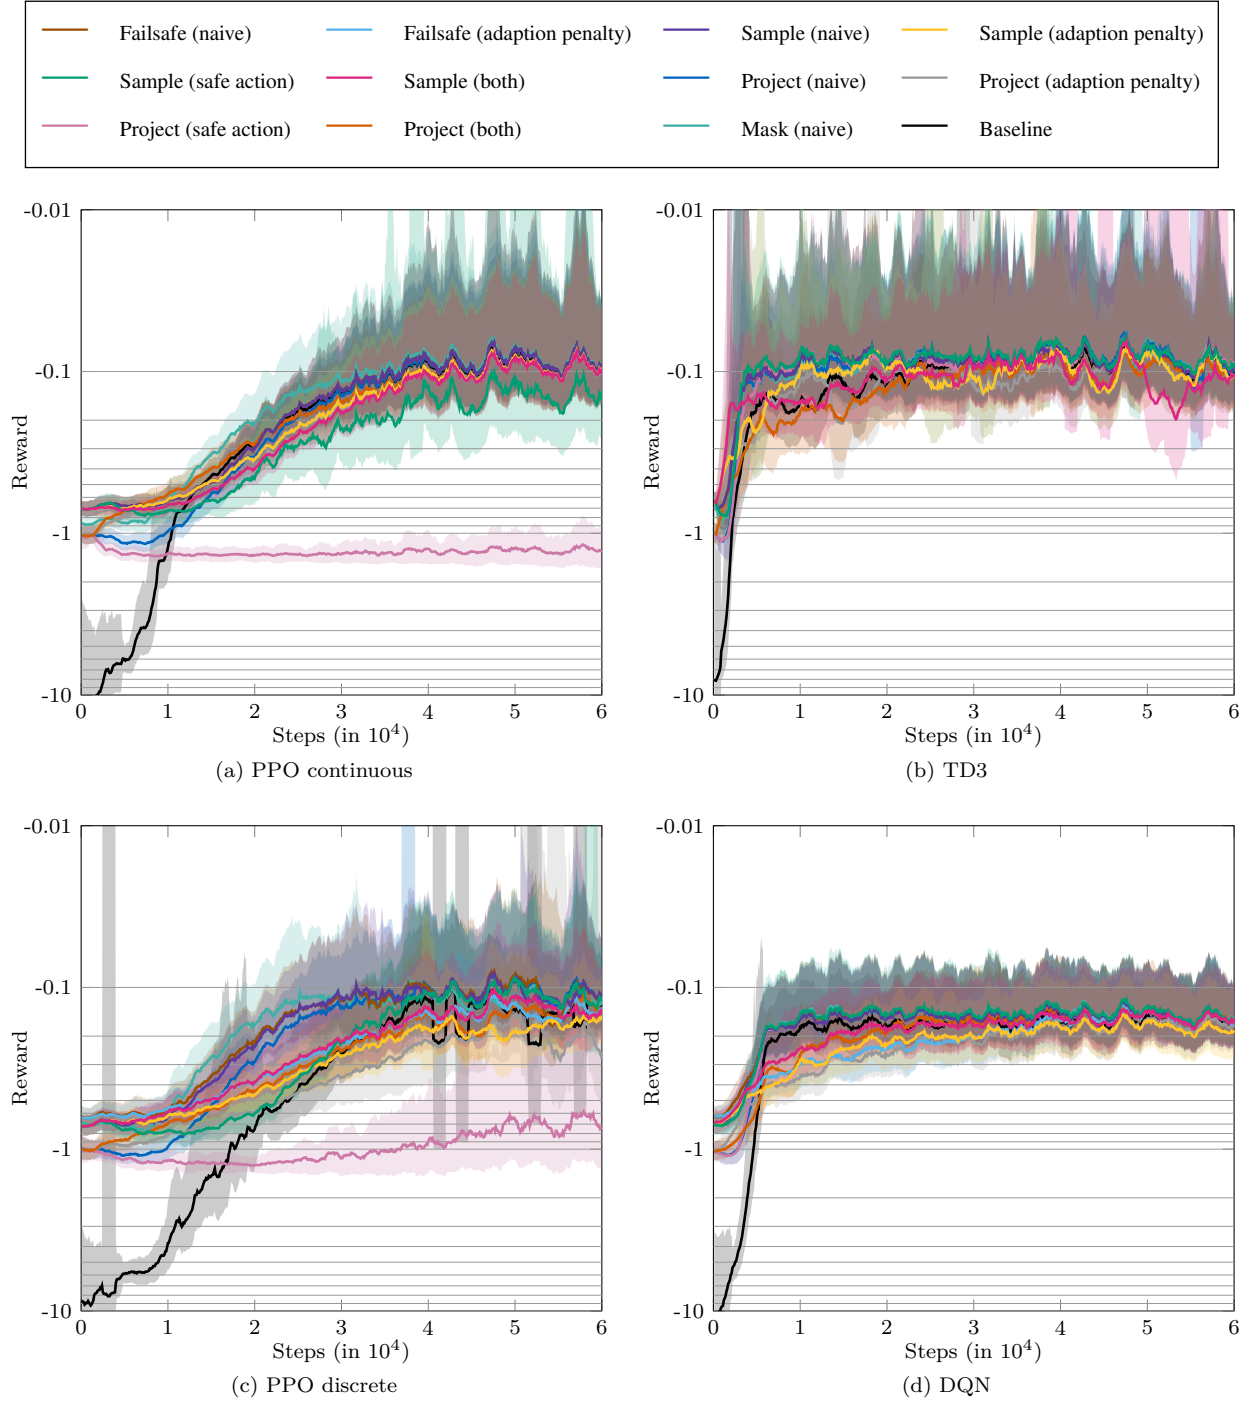 Failsafe (naive) Failsafe (adaption penalty) Sample (naive) Sample (adaption penalty)
Sample (safe action) Sample (both) Project (naive) Project (adaption penalty)
Project (safe action) Project (both) Mask (naive) Baseline
-0.01
-0.1
-1
-10
Reward
0 1 2 3 4 5 6
Steps (in 10^4)
(a) PPO continuous
-0.01
-0.1
-1
-10
Reward
0 1 2 3 4 5 6
Steps (in 10^4)
(b) TD3
-0.01
-0.1
-1
-10
Reward
0 1 2 3 4 5 6
Steps (in 10^4)
(c) PPO discrete
-0.01
-0.1
-1
-10
Reward
0 1 2 3 4 5 6
Steps (in 10^4)
(d) DQN